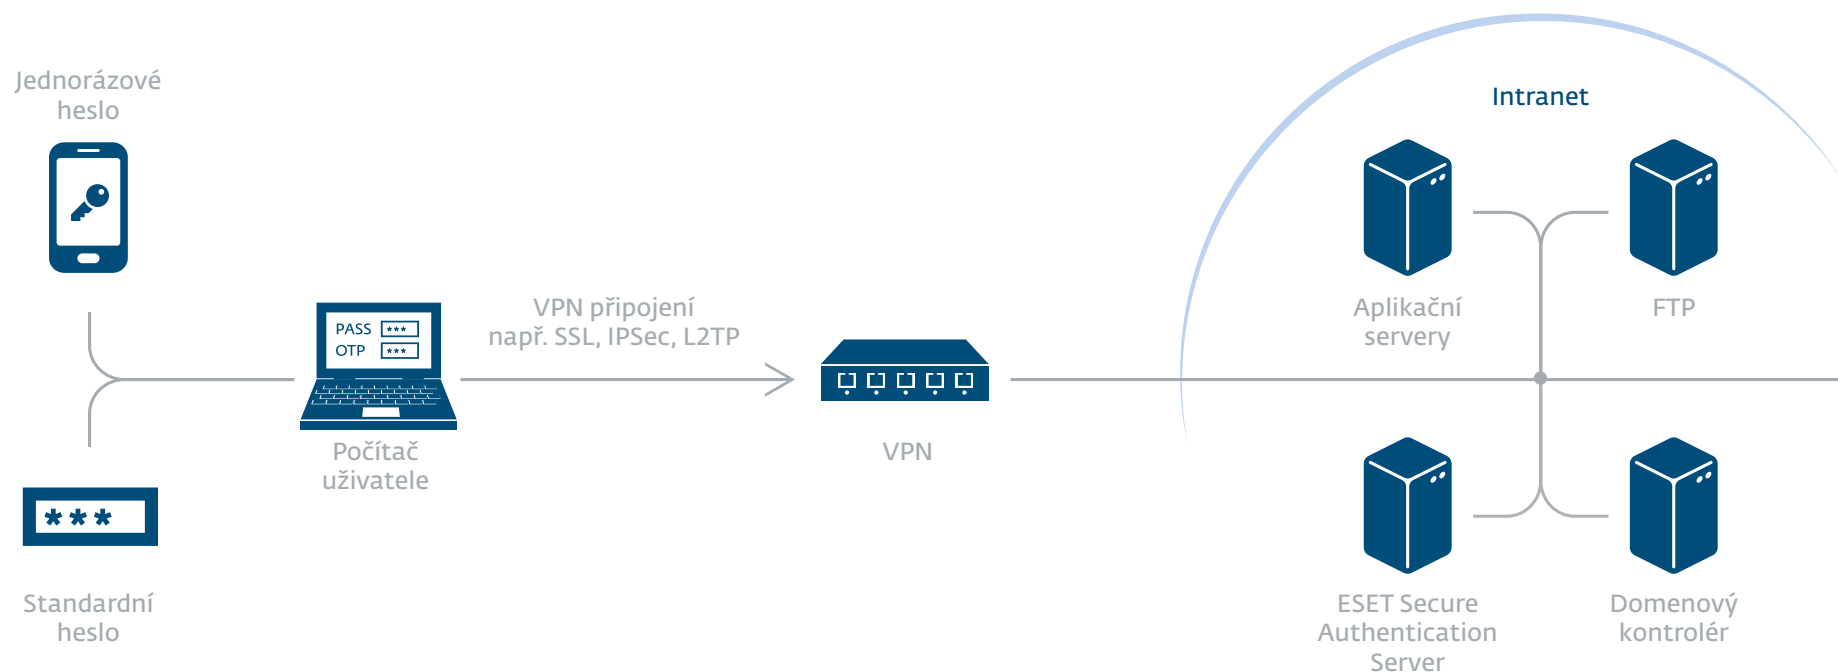 Jednorázové
heslo
Standardní
heslo
PASS ***
OTP ***
***
Počítač
uživatele
VPN připojení
např. SSL, IPSec, L2TP
VPN
Intranet
Aplikační
servery
FTP
ESET Secure
Authentication
Server
Domenový
kontrolér